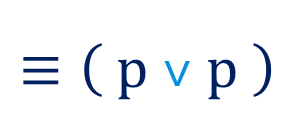 ≡ ( p ∨ p )